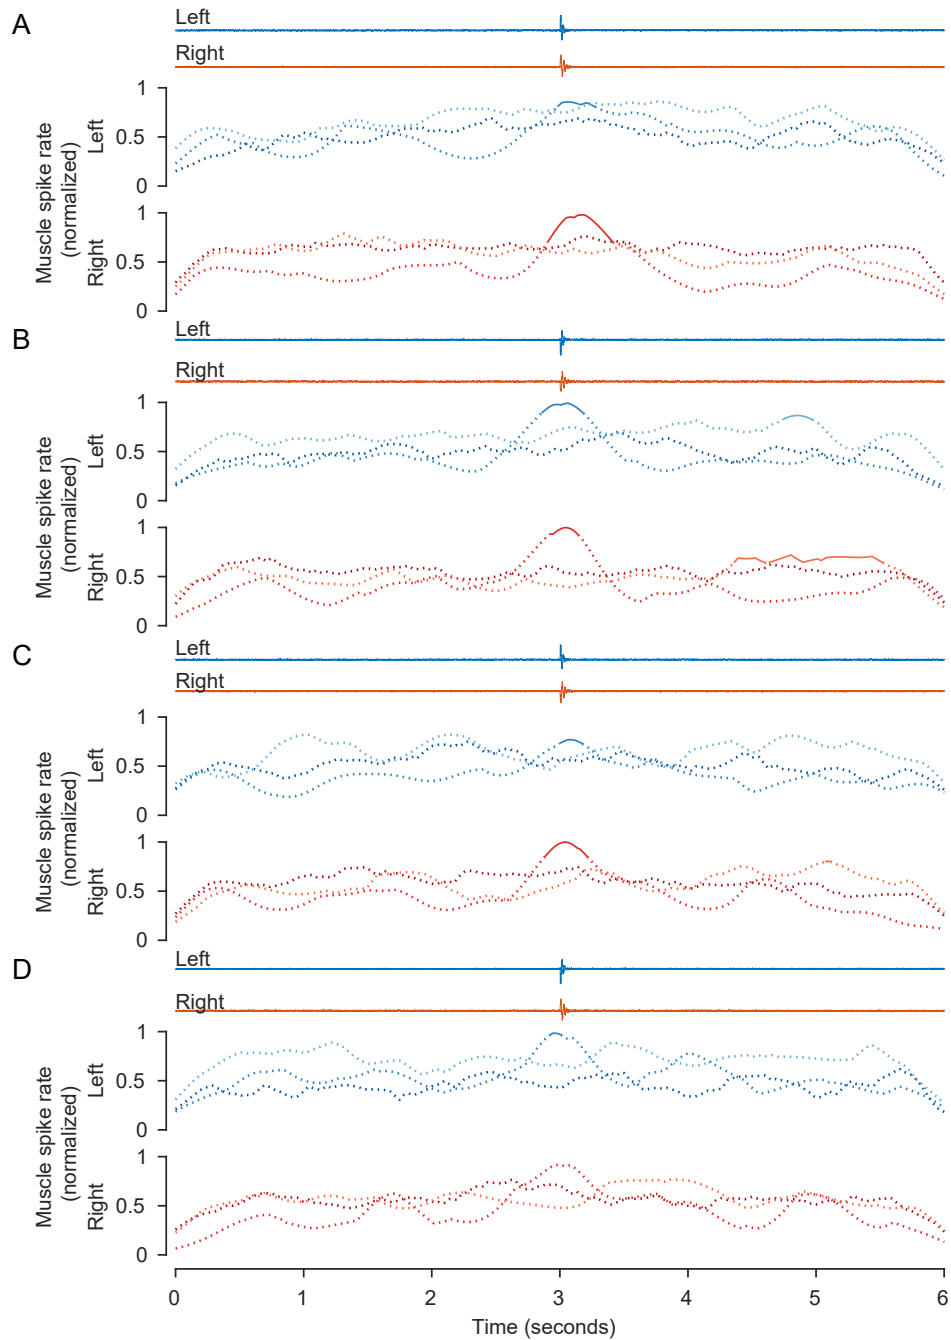 A
Left
Right
Muscle spike rate
(normalized)
Left
1
0.5
0
Right
1
0.5
0
B
Left
Right
Muscle spike rate
(normalized)
Left
1
0.5
0
Right
1
0.5
0
C
Left
Right
Muscle spike rate
(normalized)
Left
1
0.5
0
Right
1
0.5
0
D
Left
Right
Muscle spike rate
(normalized)
Left
1
0.5
0
Right
1
0.5
0
0 1 2 3 4 5 6
Time (seconds)